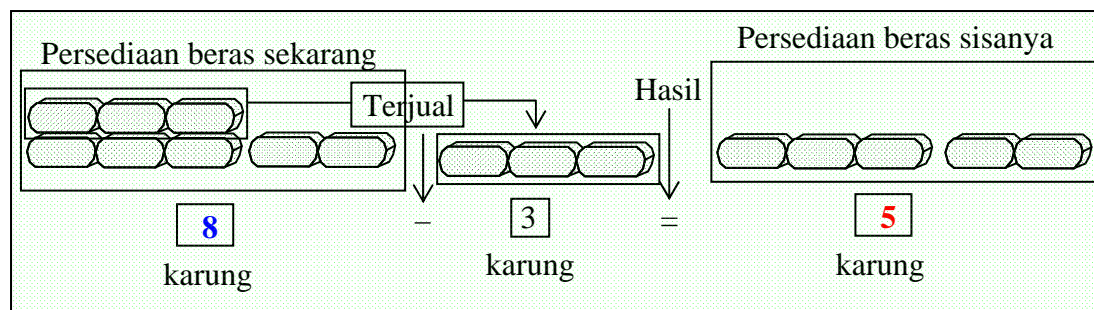 Persediaan beras sekarang
Persediaan beras sisanya
Terjual
Hasil
8
–
3
=
5
karung
karung
karung